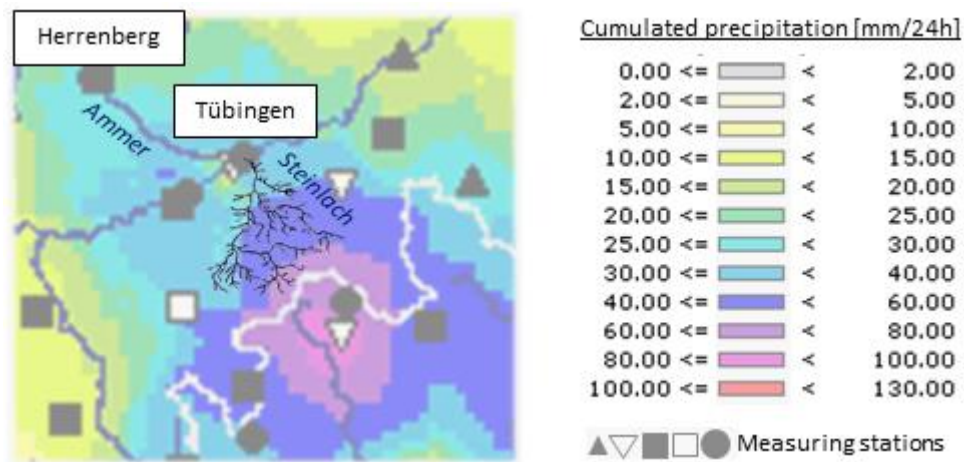 Herrenberg
Tübingen
Ammer
Steinlach
Cumulated precipitation [mm/24h]
0.00 <= < 2.00
2.00 <= < 5.00
5.00 <= < 10.00
10.00 <= < 15.00
15.00 <= < 20.00
20.00 <= < 25.00
25.00 <= < 30.00
30.00 <= < 40.00
40.00 <= < 60.00
60.00 <= < 80.00
80.00 <= < 100.00
100.00 <= < 130.00
Measuring stations